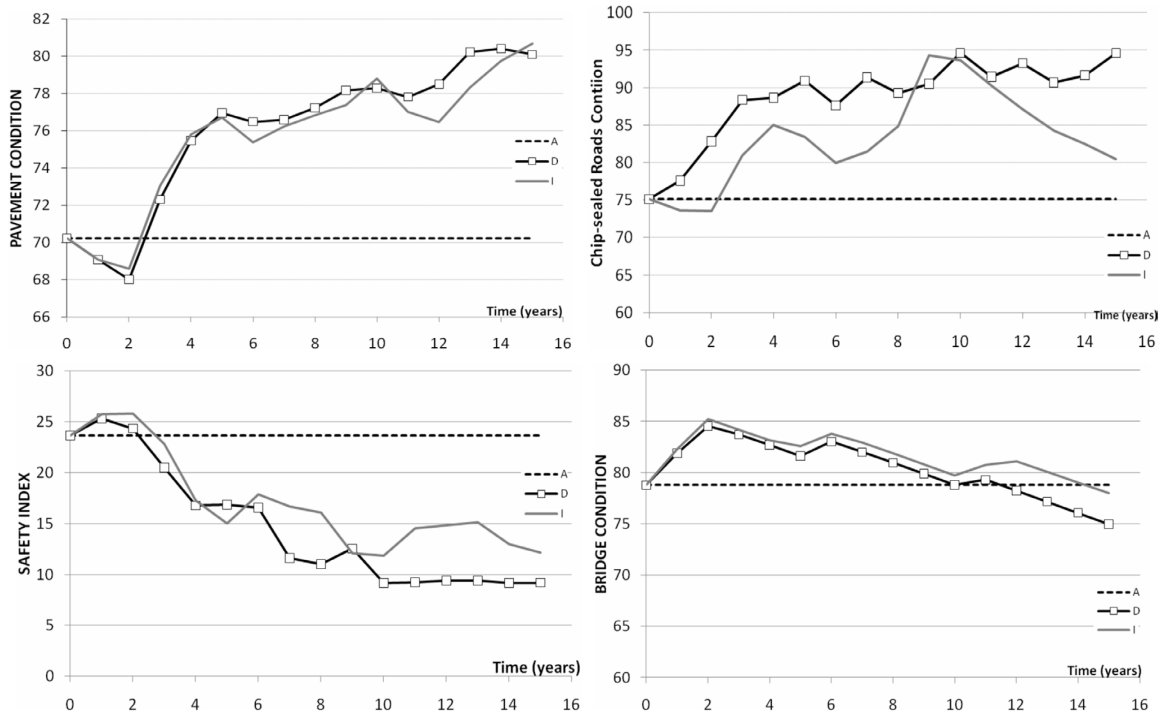 PAVEMENT CONDITION
82
80
78
76
74
72
70
68
66
A
D
I
Time (years)
0 2 4 6 8 10 12 14 16
Chip-sealed Roads Contiion
100
95
90
85
80
75
70
65
60
A
D
I
Time (years)
0 2 4 6 8 10 12 14 16
SAFETY INDEX
30
25
20
15
10
5
0
A
D
I
Time (years)
0 2 4 6 8 10 12 14 16
BRIDGE CONDITION
90
85
80
75
70
65
60
A
D
I
Time (years)
0 2 4 6 8 10 12 14 16